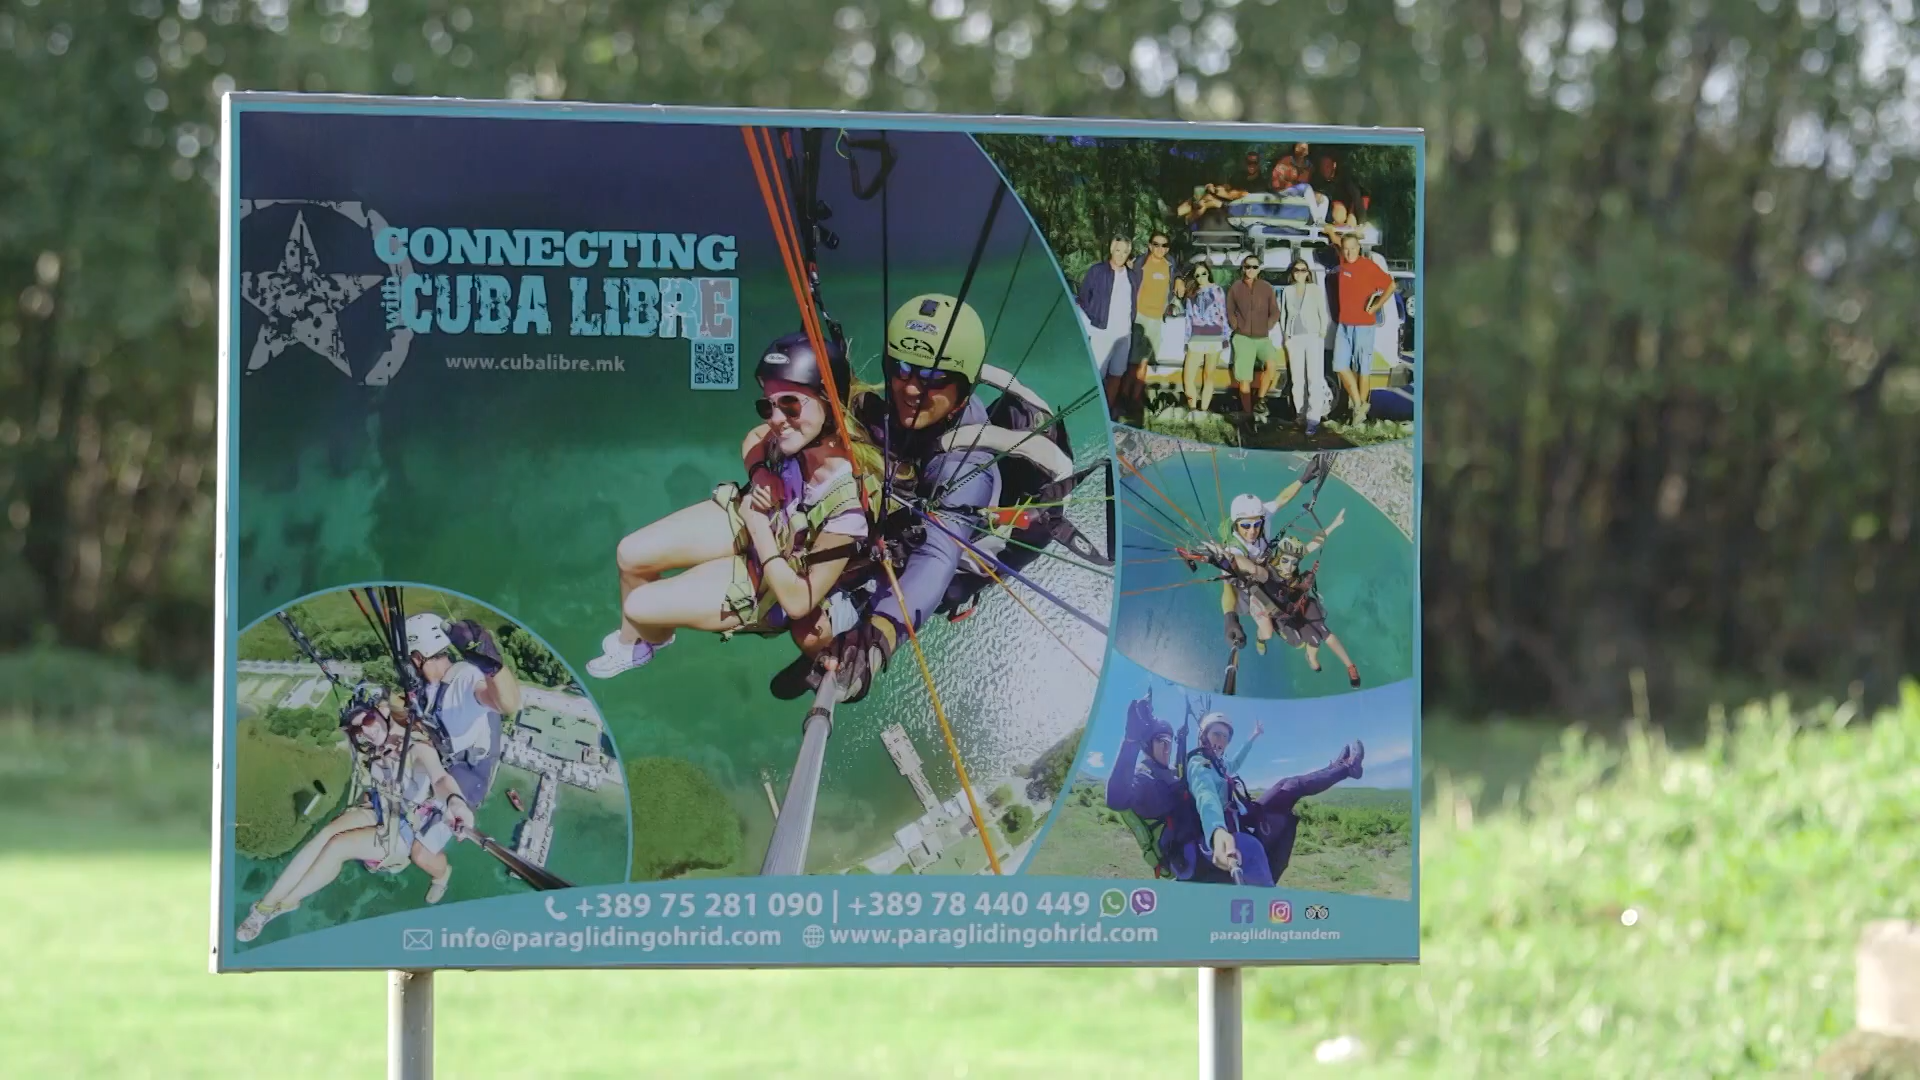 CONNECTING
with CUBA LIBRE
www.cubalibre.mk
+389 75 281 090 | +389 78 440 449
info@paraglidingohrid.com www.paraglidingohrid.com
paraglidingtandem